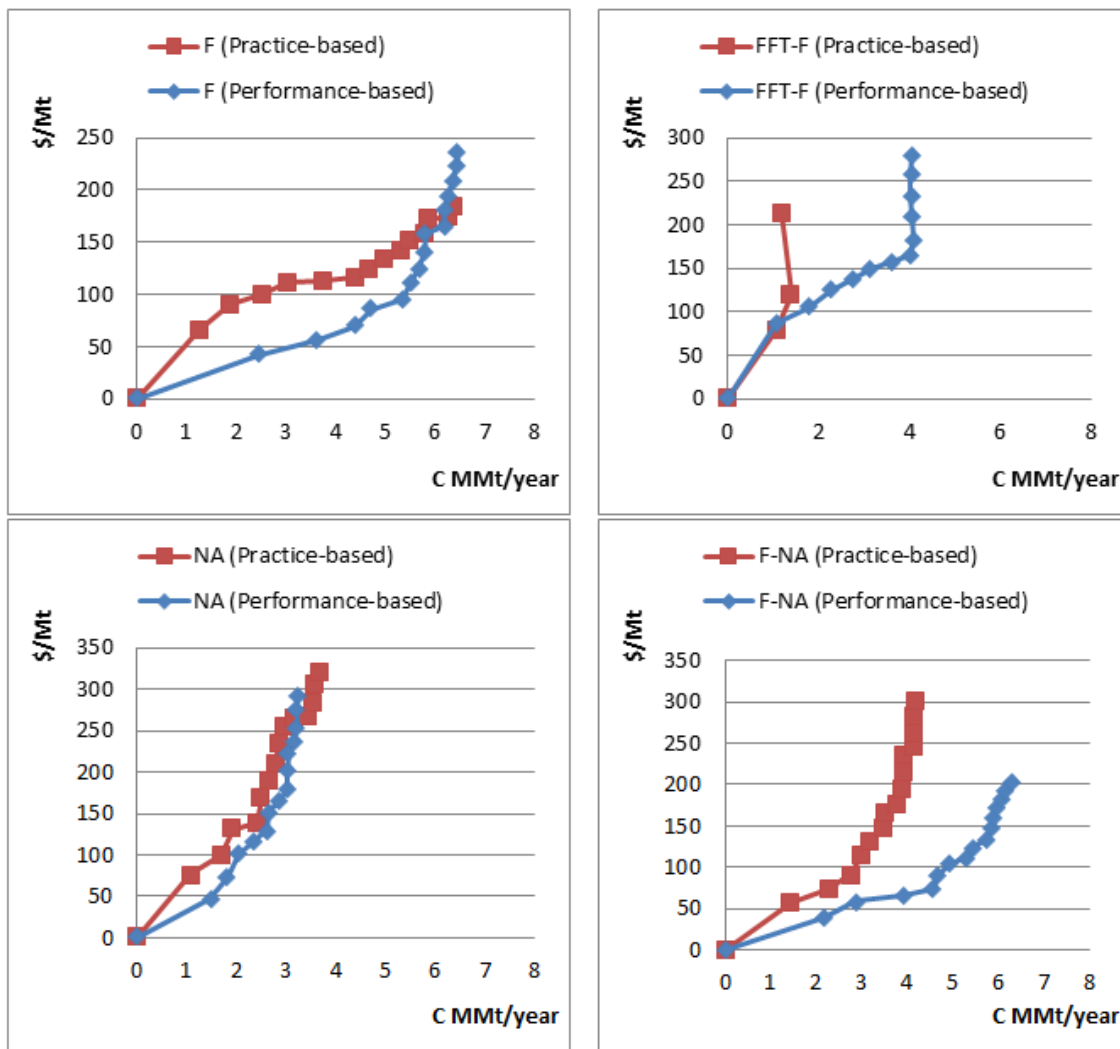 F (Practice-based)
F (Performance-based)
$/Mt
250
200
150
100
50
0
0 1 2 3 4 5 6 7 8
C MMt/year
FFT-F (Practice-based)
FFT-F (Performance-based)
$/Mt
300
250
200
150
100
50
0
0 2 4 6 8
C MMt/year
NA (Practice-based)
NA (Performance-based)
$/Mt
350
300
250
200
150
100
50
0
0 1 2 3 4 5 6 7 8
C MMt/year
F-NA (Practice-based)
F-NA (Performance-based)
$/Mt
350
300
250
200
150
100
50
0
0 1 2 3 4 5 6 7 8
C MMt/year